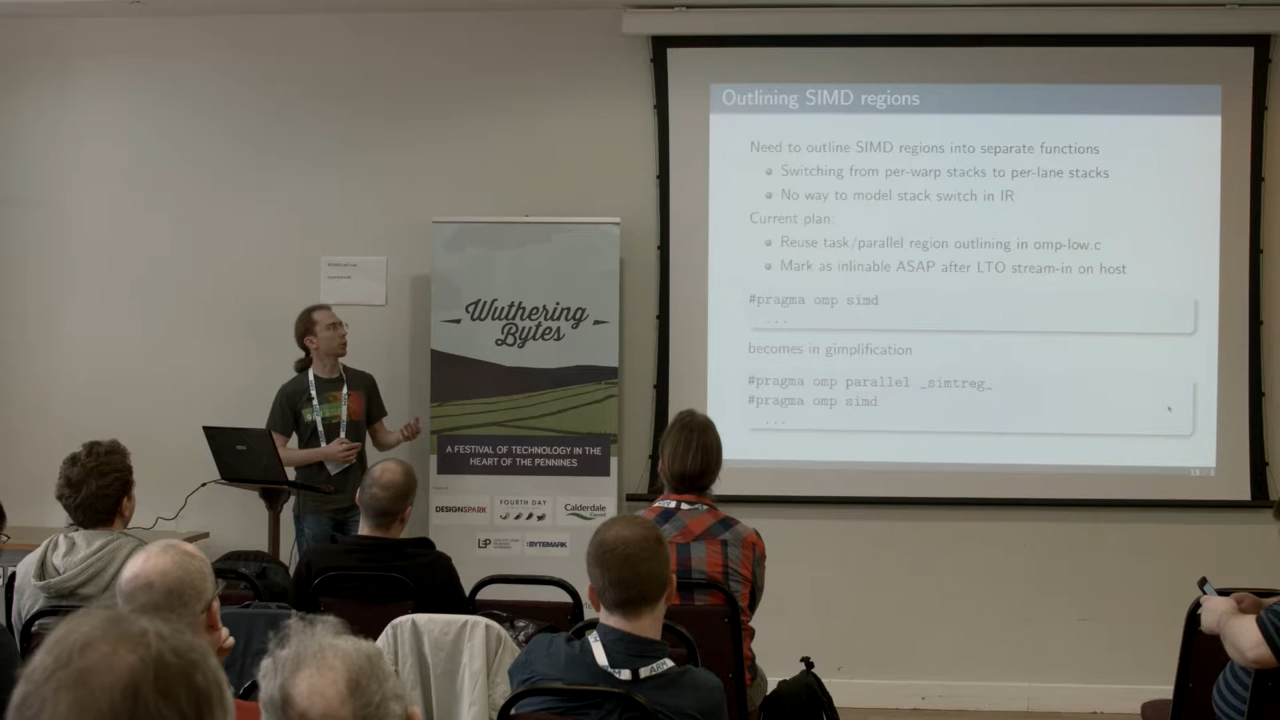 Outlining SIMD regions
Need to outline SIMD regions into separate functions
Switching from per-warp stacks to per-lane stacks
No way to model stack switch in IR
Current plan:
Reuse task/parallel region outlining in omp-low.c
Mark as inlinable ASAP after LTO stream-in on host
#pragma omp simd
...
becomes in gimplification
#pragma omp parallel _simtreg_
#pragma omp simd
...
Wuthering
Bytes
A FESTIVAL OF TECHNOLOGY IN THE
HEART OF THE PENNINES
DESIGNSPARK
FOURTH DAY
Calderdale
Council
LEP
BYTEMARK
ARM